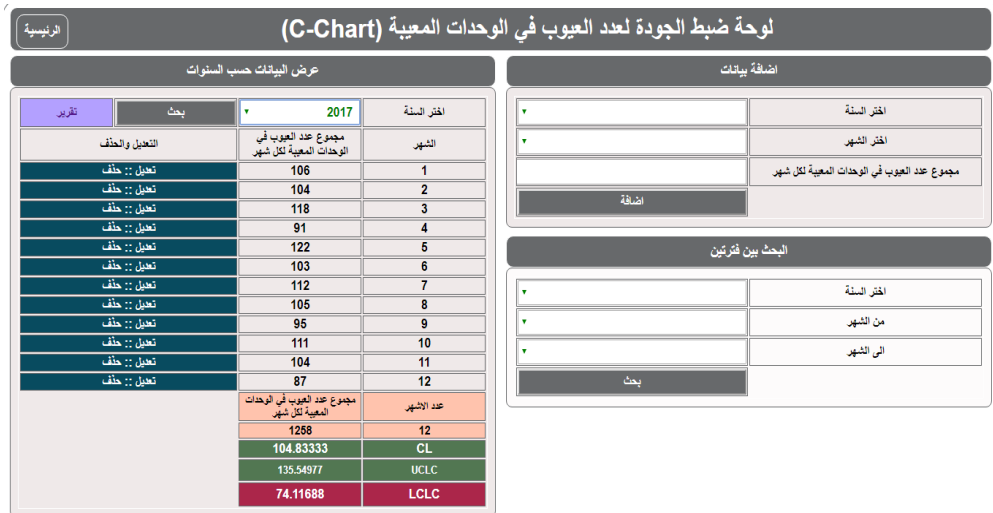 لوحة ضبط الجودة لعدد العيوب في الوحدات المعيبة (C-Chart)
الرئيسية
اضافة بيانات
اختر السنة
اختر الشهر
مجموع عدد العيوب في الوحدات المعيبة لكل شهر
اضافة
البحث بين فترتين
اختر السنة
من الشهر
الى الشهر
بحث
عرض البيانات حسب السنوات
اختر السنة 2017 بحث تقرير
الشهر مجموع عدد العيوب في الوحدات المعيبة لكل شهر التعديل والحذف
1 106 تعديل :: حذف
2 104 تعديل :: حذف
3 118 تعديل :: حذف
4 91 تعديل :: حذف
5 122 تعديل :: حذف
6 103 تعديل :: حذف
7 112 تعديل :: حذف
8 105 تعديل :: حذف
9 95 تعديل :: حذف
10 111 تعديل :: حذف
11 104 تعديل :: حذف
12 87 تعديل :: حذف
عدد الاشهر مجموع عدد العيوب في الوحدات المعيبة لكل شهر
12 1258
CL 104.83333
UCLC 135.54977
LCLC 74.11688